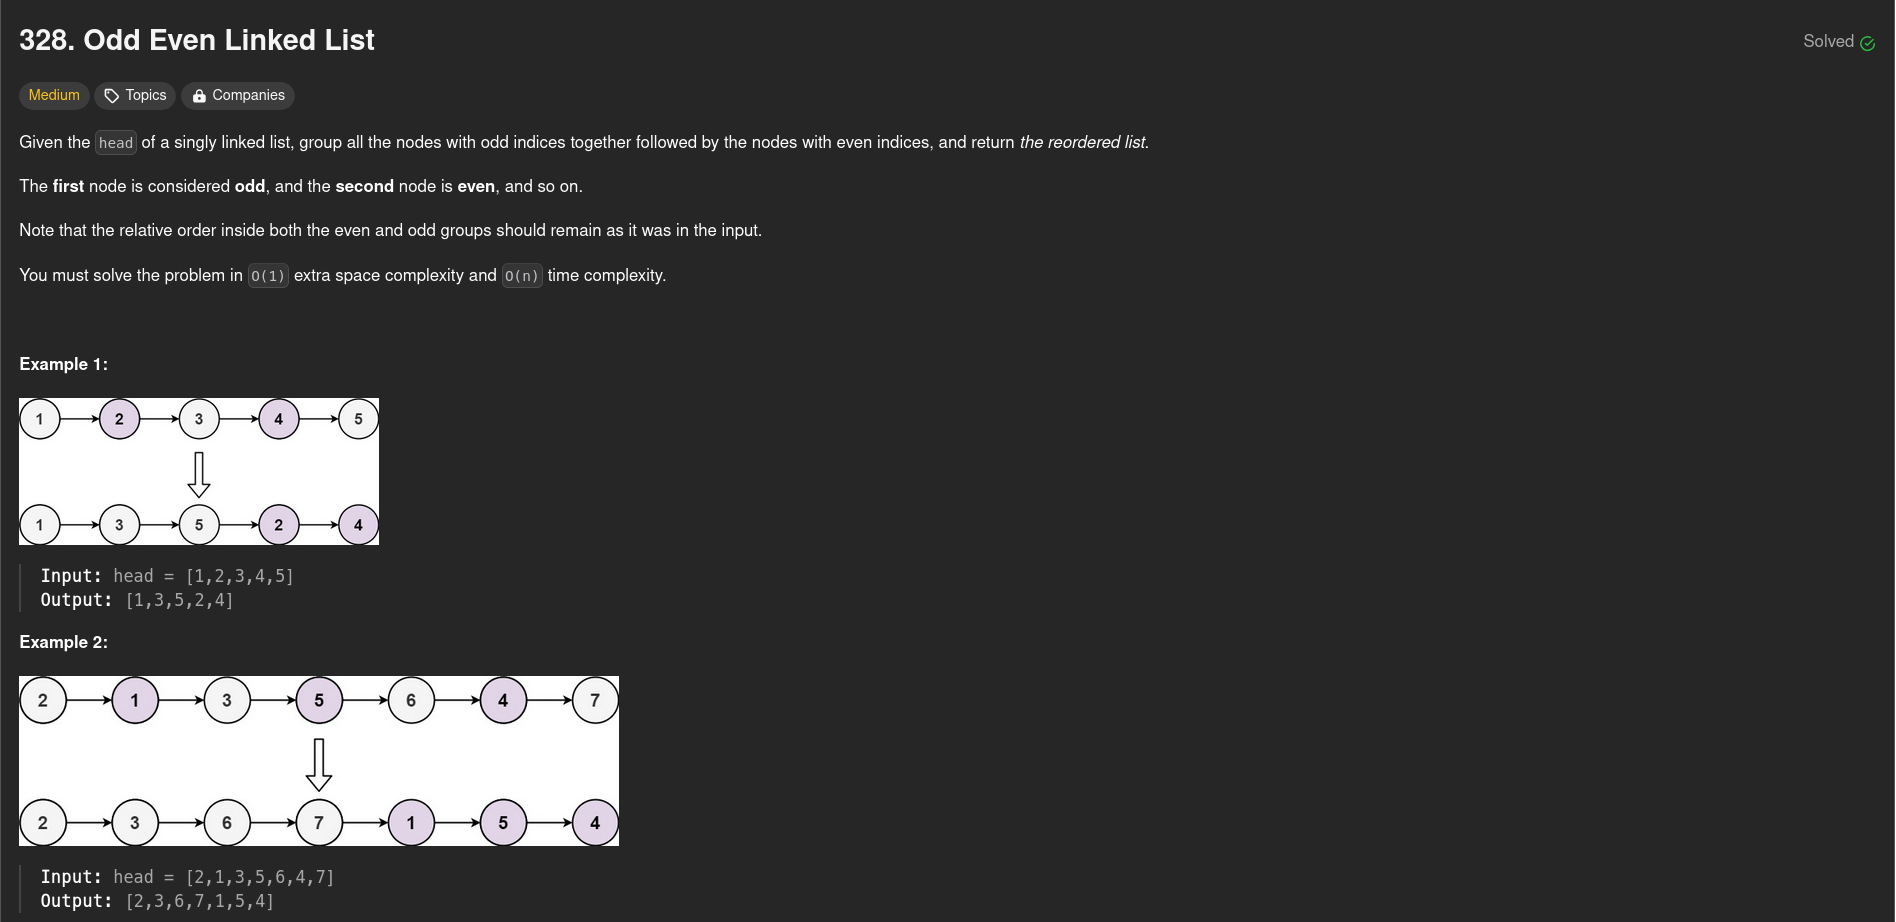 328. Odd Even Linked List
Solved
Medium Topics Companies
Given the head of a singly linked list, group all the nodes with odd indices together followed by the nodes with even indices, and return the reordered list.
The first node is considered odd, and the second node is even, and so on.
Note that the relative order inside both the even and odd groups should remain as it was in the input.
You must solve the problem in O(1) extra space complexity and O(n) time complexity.
Example 1:
1 2 3 4 5
1 3 5 2 4
Input: head = [1,2,3,4,5]
Output: [1,3,5,2,4]
Example 2:
2 1 3 5 6 4 7
2 3 6 7 1 5 4
Input: head = [2,1,3,5,6,4,7]
Output: [2,3,6,7,1,5,4]